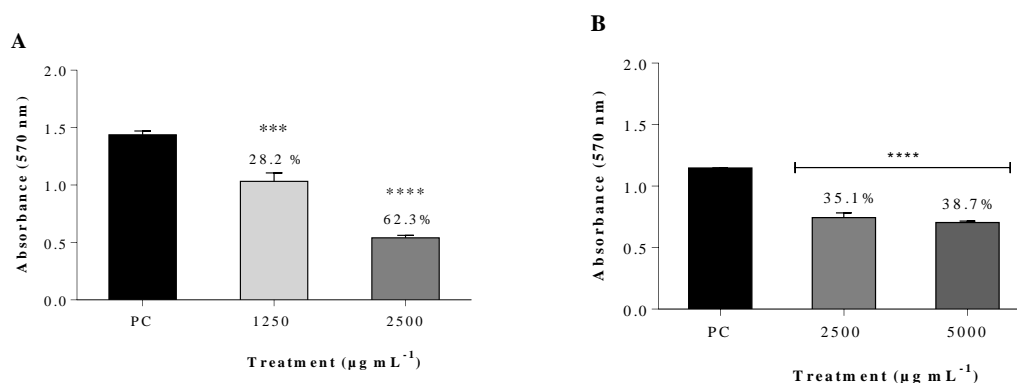 A
Absorbance (570 nm)
2.0
1.5
1.0
0.5
0.0
***
28.2 %
****
62.3%
PC
1250
2500
Treatment (µg mL⁻¹)
B
Absorbance (570 nm)
2.0
1.5
1.0
0.5
0.0
****
35.1%
38.7%
PC
2500
5000
Treatment (µg mL⁻¹)